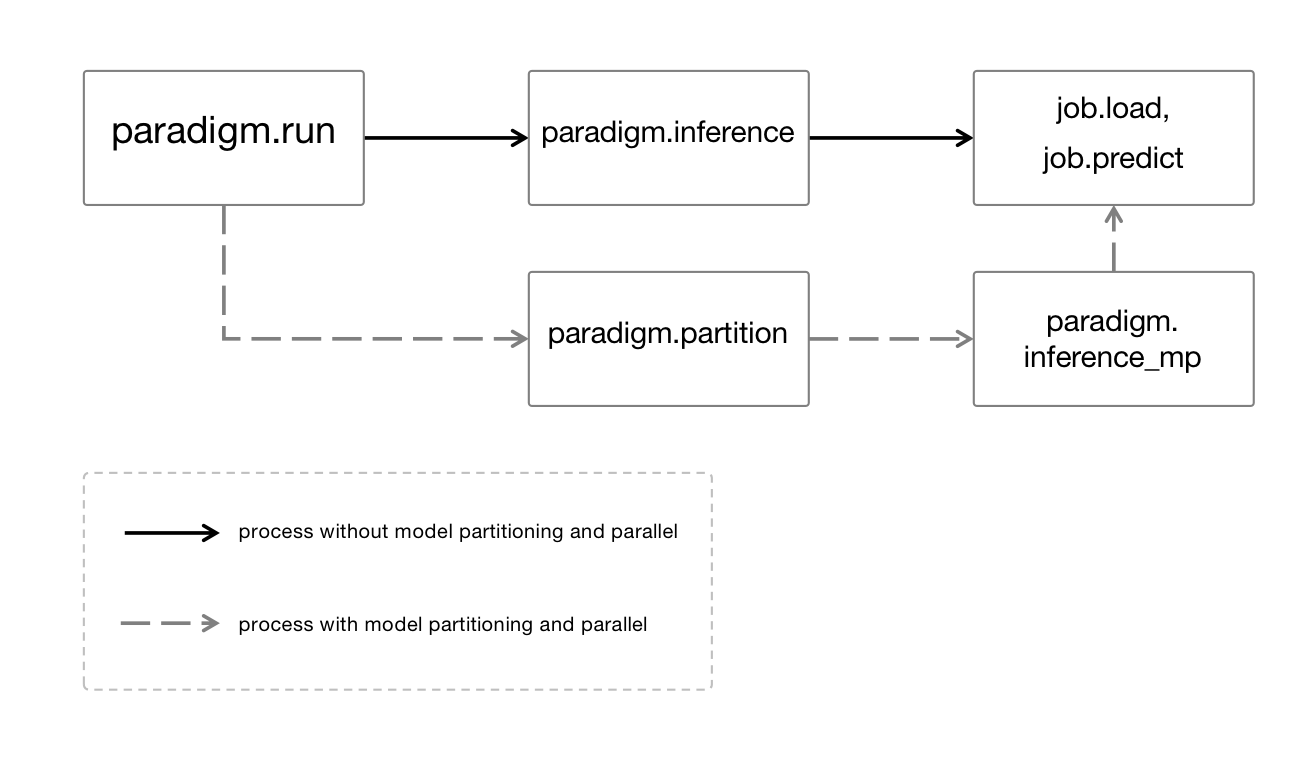 paradigm.run
paradigm.inference
job.load,
job.predict
paradigm.partition
paradigm.
inference_mp
process without model partitioning and parallel
process with model partitioning and parallel